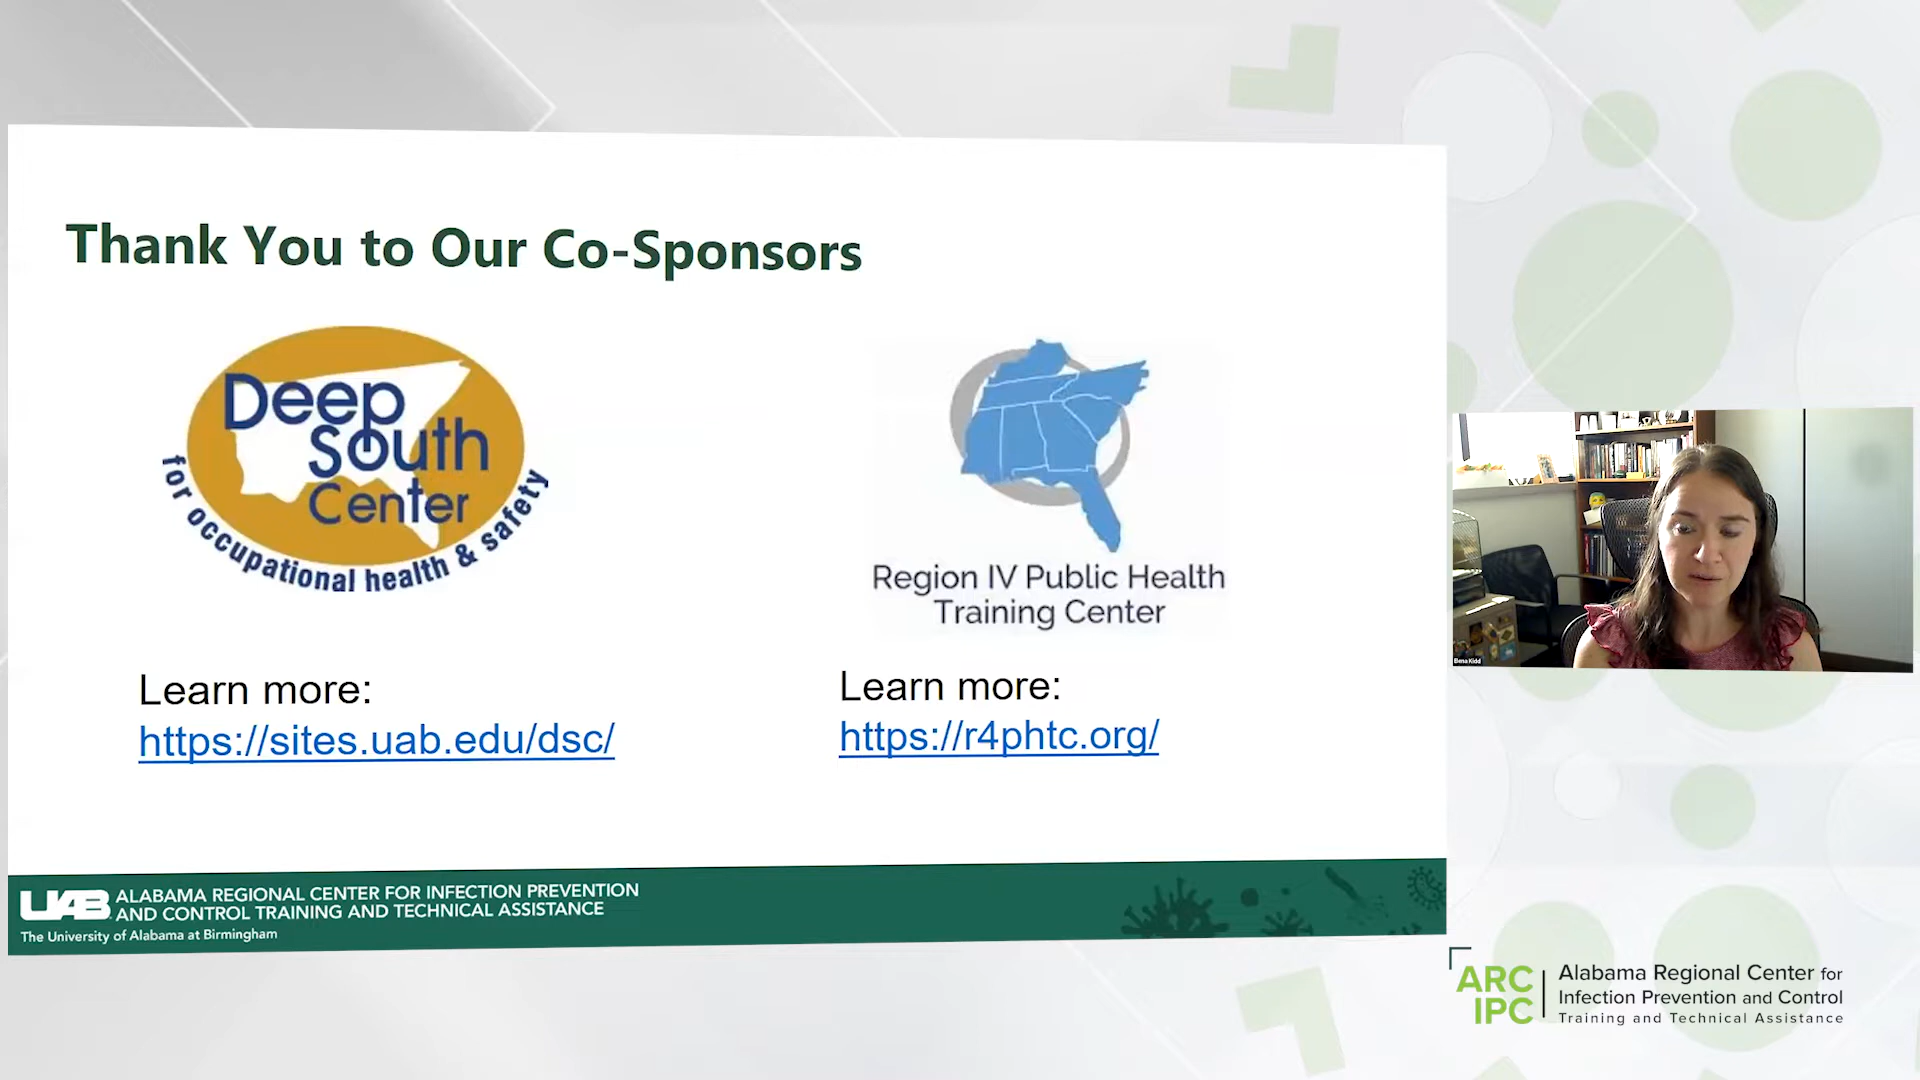 Thank You to Our Co-Sponsors
Deep
South
Center
for occupational health & safety
Region IV Public Health
Training Center
Learn more:
https://sites.uab.edu/dsc/
Learn more:
https://r4phtc.org/
Elena Kidd
UAB ALABAMA REGIONAL CENTER FOR INFECTION PREVENTION
AND CONTROL TRAINING AND TECHNICAL ASSISTANCE
The University of Alabama at Birmingham
ARC
IPC
Alabama Regional Center for
Infection Prevention and Control
Training and Technical Assistance